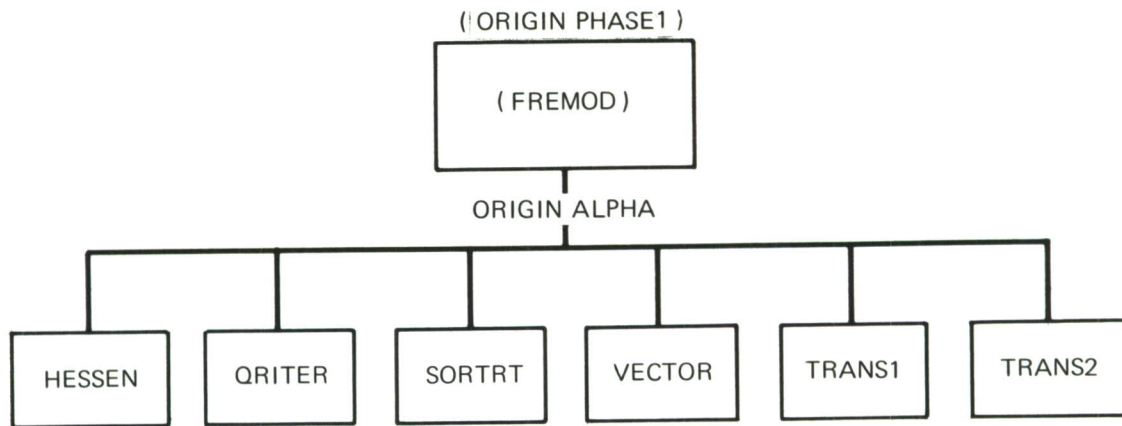 ( ORIGIN PHASE1 )
( FREMOD )
ORIGIN ALPHA
HESSEN QRITER SORTRT VECTOR TRANS1 TRANS2